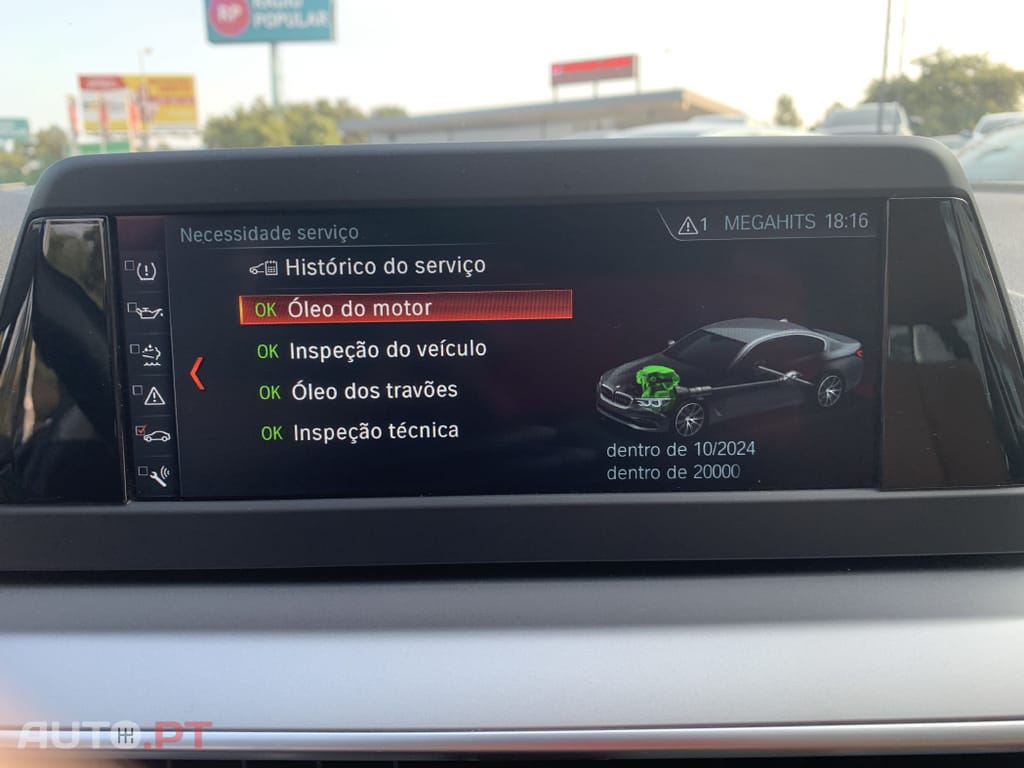 RP RÁDIO
POPULAR
Necessidade serviço
1 MEGAHITS 18:16
Histórico do serviço
OK Óleo do motor
OK Inspeção do veículo
OK Óleo dos travões
OK Inspeção técnica
dentro de 10/2024
dentro de 20000
AUTO.PT